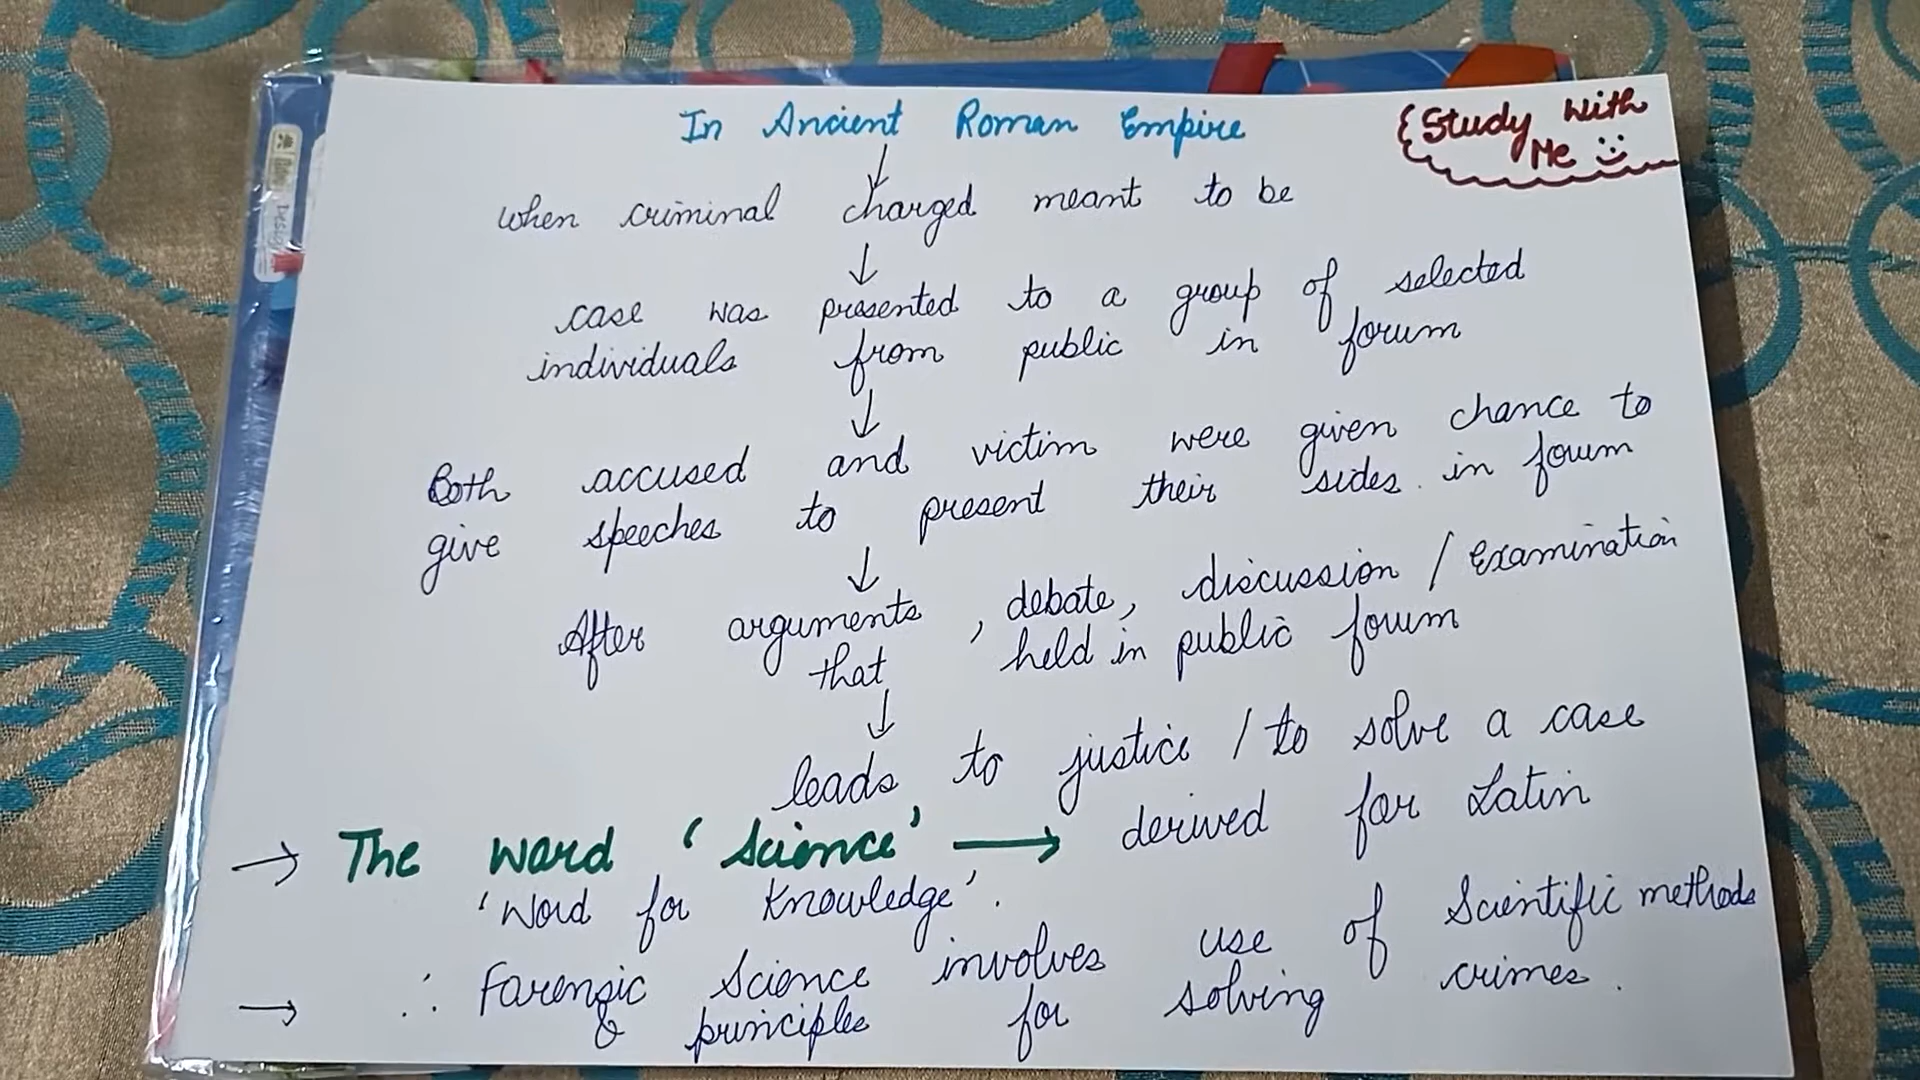 In Ancient Roman Empire
{Study With
Me
↓
when criminal charged meant to be
↓
case was presented to a group of selected
individuals from public in forum
↓
Both accused and victim were given chance to
give speeches to present their sides. in forum
↓
After arguments, debate, discussion / Examination
that held in public forum
↓
leads to justice / to solve a case
→ The word 'Science' → derived for Latin
'Word for Knowledge'.
→ ∴ Forensic Science involves use of Scientific methods
& principles for solving crimes.